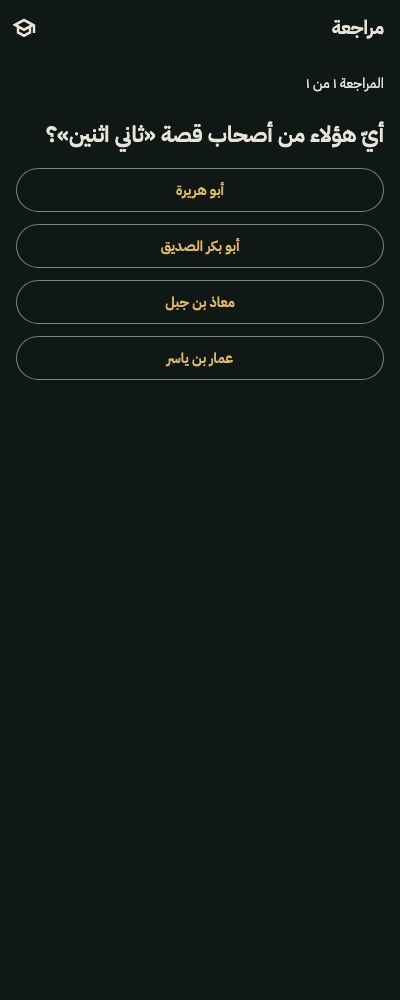 مراجعة
المراجعة ١ من ١
أيّ هؤلاء من أصحاب قصة «ثاني اثنين»؟
أبو هريرة
أبو بكر الصديق
معاذ بن جبل
عمار بن ياسر